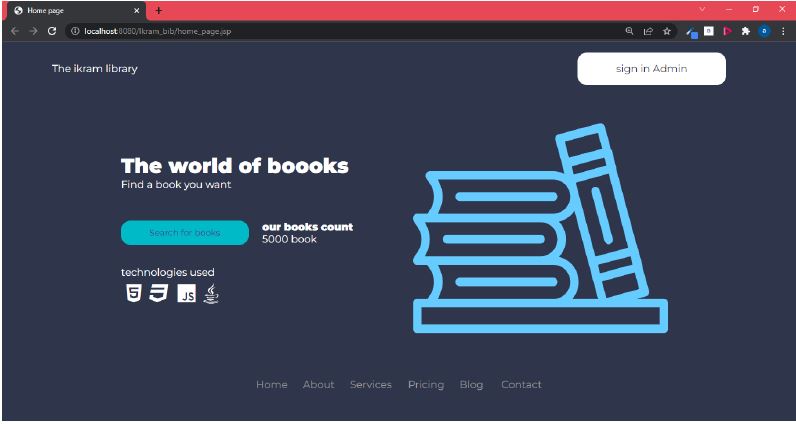 Home page
localhost:8080/Ikram_bib/home_page.jsp
The ikram library
sign in Admin
The world of boooks
Find a book you want
Search for books
our books count
5000 book
technologies used
5 3 JS
Home About Services Pricing Blog Contact